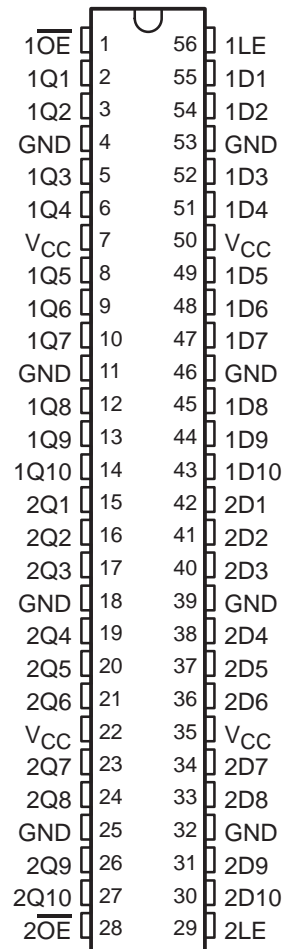 1O̅E̅ 1 56 1LE
1Q1 2 55 1D1
1Q2 3 54 1D2
GND 4 53 GND
1Q3 5 52 1D3
1Q4 6 51 1D4
VCC 7 50 VCC
1Q5 8 49 1D5
1Q6 9 48 1D6
1Q7 10 47 1D7
GND 11 46 GND
1Q8 12 45 1D8
1Q9 13 44 1D9
1Q10 14 43 1D10
2Q1 15 42 2D1
2Q2 16 41 2D2
2Q3 17 40 2D3
GND 18 39 GND
2Q4 19 38 2D4
2Q5 20 37 2D5
2Q6 21 36 2D6
VCC 22 35 VCC
2Q7 23 34 2D7
2Q8 24 33 2D8
GND 25 32 GND
2Q9 26 31 2D9
2Q10 27 30 2D10
2O̅E̅ 28 29 2LE